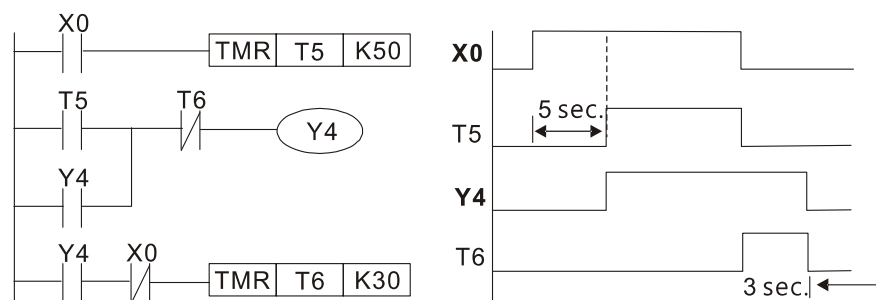 X0
TMR T5 K50
T5 T6
Y4
Y4
Y4 X0
TMR T6 K30
X0
5 sec.
T5
Y4
T6
3 sec.